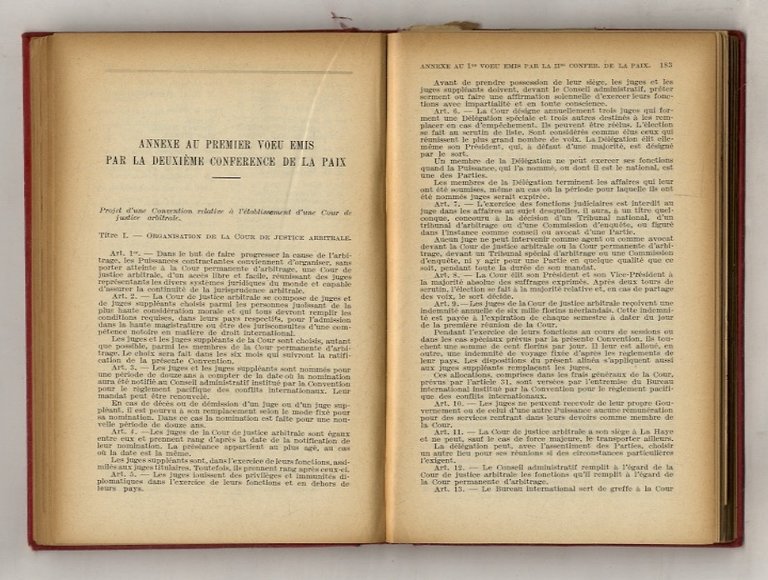 ANNEXE AU PREMIER VOEU EMIS
PAR LA DEUXIÈME CONFERENCE DE LA PAIX
Projet d'une Convention relative à l'établissement d'une Cour de
justice arbitrale.
Titre I. — ORGANISATION DE LA COUR DE JUSTICE ARBITRALE.
Art. 1er. — Dans le but de faire progresser la cause de l'arbi-
trage, les Puissances contractantes conviennent d'organiser, sans
porter atteinte à la Cour permanente d'arbitrage, une Cour de
justice arbitrale, d'un accès libre et facile, réunissant des juges
représentants les divers systèmes juridiques du monde et capable
d'assurer la continuité de la jurisprudence arbitrale.
Art. 2. — La Cour de justice arbitrale se compose de juges et
de juges suppléants choisis parmi les personnes jouissant de la
plus haute considération morale et qui tous devront remplir les
conditions requises, dans leurs pays respectifs, pour l'admission
dans la haute magistrature ou être des jurisconsultes d'une com-
pétence notoire en matière de droit international.
Les juges et les juges suppléants de la Cour sont choisis, autant
que possible, parmi les membres de la Cour permanente d'arbi-
trage. Le choix sera fait dans les six mois qui suivront la ratifi-
cation de la présente Convention.
Art. 3. — Les juges et les juges suppléants sont nommés pour
une période de douze ans à compter de la date où la nomination
aura été notifié au Conseil administratif institué par la Convention
pour le règlement pacifique des conflits internationaux. Leur
mandat peut être renouvelé.
En cas de décès ou de démission d'un juge ou d'un juge sup-
pléant, il est pourvu à son remplacement selon le mode fixé pour
sa nomination. Dans ce cas la nomination est faite pour une nou-
velle période de douze ans.
Art. 4. — Les juges de la Cour de justice arbitrale sont égaux
entre eux et prennent rang d'après la date de la notification de
leur nomination. La préséance appartient au plus agé, au cas
où la date est la même.
Les juges suppléants sont, dans l'exercice de leurs fonctions, assi-
milés aux juges titulaires. Toutefois, ils prennent rang après ceux-ci.
Art. 5. — Les juges jouissent des privilèges et immunités di-
plomatiques dans l'exercice de leurs fonctions et en dehors de
leurs pays.
ANNEXE AU 1er VOEU EMIS PAR LA IIme CONFER. DE LA PAIX. 183
Avant de prendre possession de leur siège, les juges et les
juges suppléants doivent, devant le Conseil administratif, prêter
serment ou faire une affirmation solennelle d'exercer leurs fonc-
tions avec impartialité et en toute conscience.
Art. 6. — La Cour désigne annuellement trois juges qui for-
ment une Délégation spéciale et trois autres destinés à les rem-
placer en cas d'empêchement. Ils peuvent être réélus. L'élection
se fait au scrutin de liste. Sont considérés comme élus ceux qui
réunissent le plus grand nombre de voix. La Délégation élit elle-
même son Président, qui, à défaut d'une majorité, est désigné
par le sort.
Un membre de la Délégation ne peut exercer ses fonctions
quand la Puissance, qui l'a nommé, ou dont il est le national, est
une des Parties.
Les membres de la Délégation terminent les affaires qui leur
ont été soumises, même au cas où la période pour laquelle ils ont
été nommés juges serait expirée.
Art. 7. — L'exercice des fonctions judiciaires est interdit au
juge dans les affaires au sujet desquelles, il aura, à un titre quel-
conque, concouru à la décision d'un Tribunal national, d'un
tribunal d'arbitrage ou d'une Commission d'enquête, ou figuré
dans l'instance comme conseil ou avocat d'une Partie.
Aucun juge ne peut intervenir comme agent ou comme avocat
devant la Cour de justice arbitrale ou la Cour permanente d'arbi-
trage, devant un Tribunal spécial d'arbitrage ou une Commission
d'enquête, ni y agir pour une Partie en quelque qualité que ce
soit, pendant toute la durée de son mandat.
Art. 8. — La Cour élit son Président et son Vice-Président à
la majorité absolue des suffrages exprimés. Après deux tours de
scrutin, l'élection se fait à la majorité relative et, en cas de partage
des voix, le sort décide.
Art. 9. — Les juges de la Cour de justice arbitrale reçoivent une
indemnité annuelle de six mille florins néerlandais. Cette indemni-
té est payée à l'expiration de chaque semestre à dater du jour
de la première réunion de la Cour.
Pendant l'exercice de leurs fonctions au cours de sessions ou
dans les cas spéciaux prévus par la présente Convention, ils tou-
chent une somme de cent florins par jour. Il leur est alloué, en
outre, une indemnité de voyage fixée d'après les règlements de
leur pays. Les dispositions du présent alinéa s'appliquent aussi
aux juges suppléants remplaçant les juges.
Ces allocations, comprises dans les frais généraux de la Cour,
prévus par l'article 31, sont versées par l'entremise du Bureau
international institué par la Convention pour le règlement pacifi-
que des conflits internationaux.
Art. 10. — Les juges ne peuvent recevoir de leur propre Gou-
vernement ou de celui d'une autre Puissance aucune rémunération
pour des services rentrant dans leurs devoirs comme membre de
la Cour.
Art. 11. — La Cour de justice arbitrale a son siège à La Haye
et ne peut, sauf le cas de force majeure, le transporter ailleurs.
La délégation peut, avec l'assentiment des Parties, choisir
un autre lieu pour ses réunions si des circonstances particulières
l'exigent.
Art. 12. — Le Conseil administratif remplit à l'égard de la
Cour de justice arbitrale les fonctions qu'il remplit à l'égard de
la Cour permanente d'arbitrage.
Art. 13. — Le Bureau international sert de greffe à la Cour